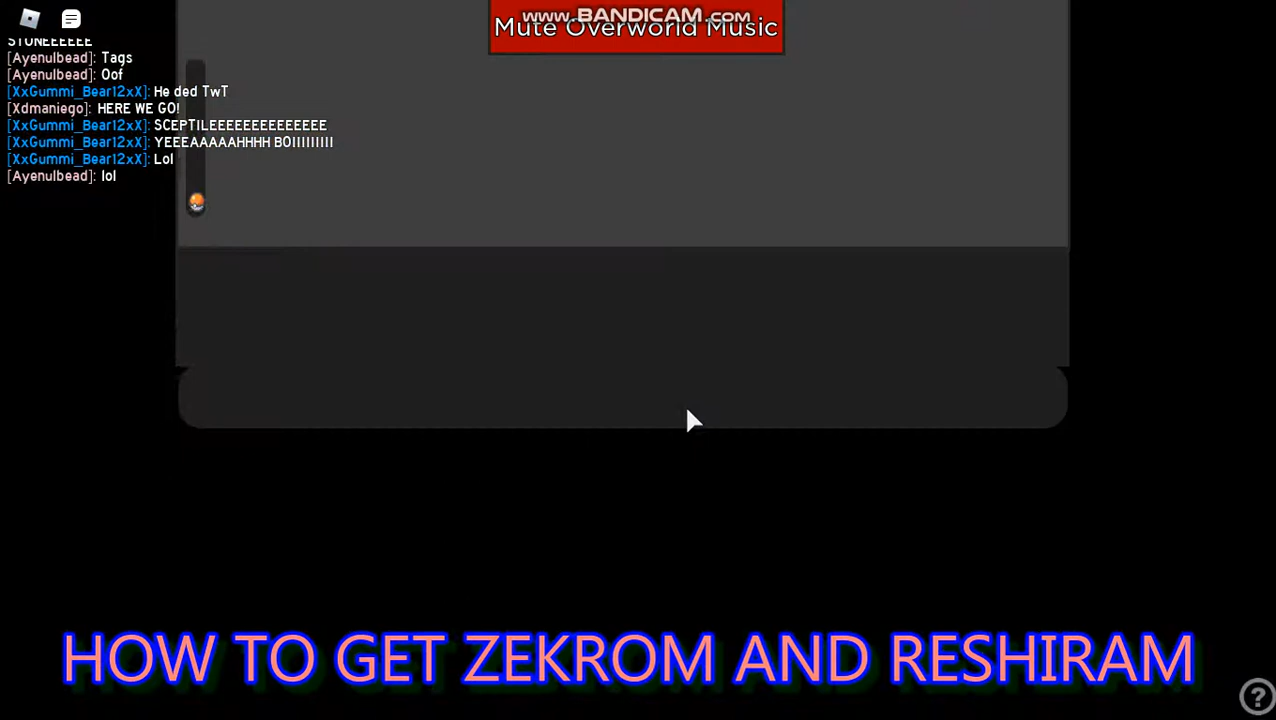 www.BANDICAM.com
Mute Overworld Music
STONEEEEEE
[Ayenulbead]: Tags
[Ayenulbead]: Oof
[XxGummi_Bear12xX]: He ded TwT
[Xdmaniego]: HERE WE GO!
[XxGummi_Bear12xX]: SCEPTILEEEEEEEEEEEEEE
[XxGummi_Bear12xX]: YEEEAAAAAHHHH BOIIIIIIIII
[XxGummi_Bear12xX]: Lol
[Ayenulbead]: lol
HOW TO GET ZEKROM AND RESHIRAM
?